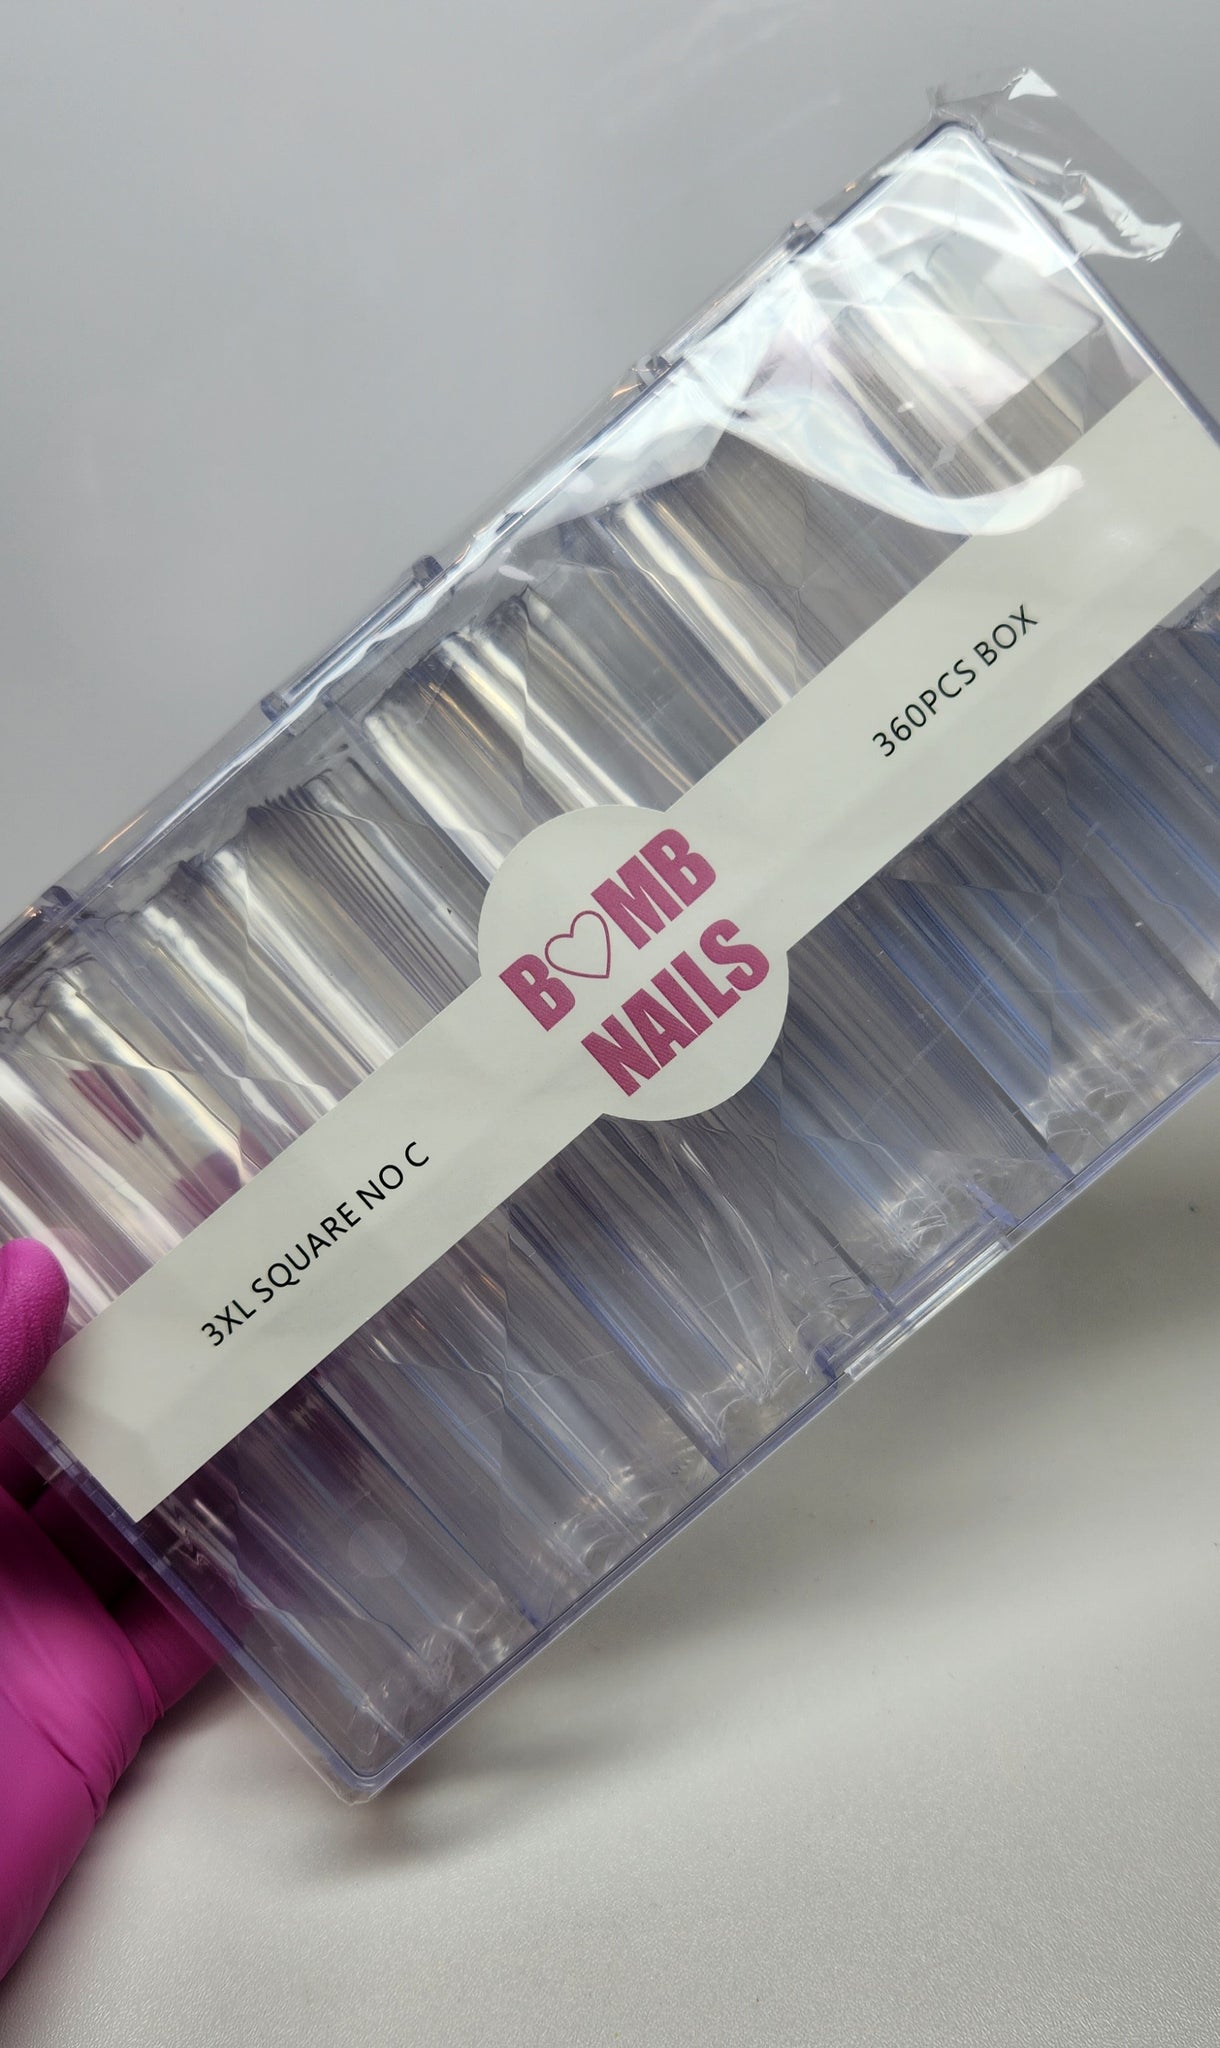 3XL SQUARE NO C
B♡MB
NAILS
360PCS BOX